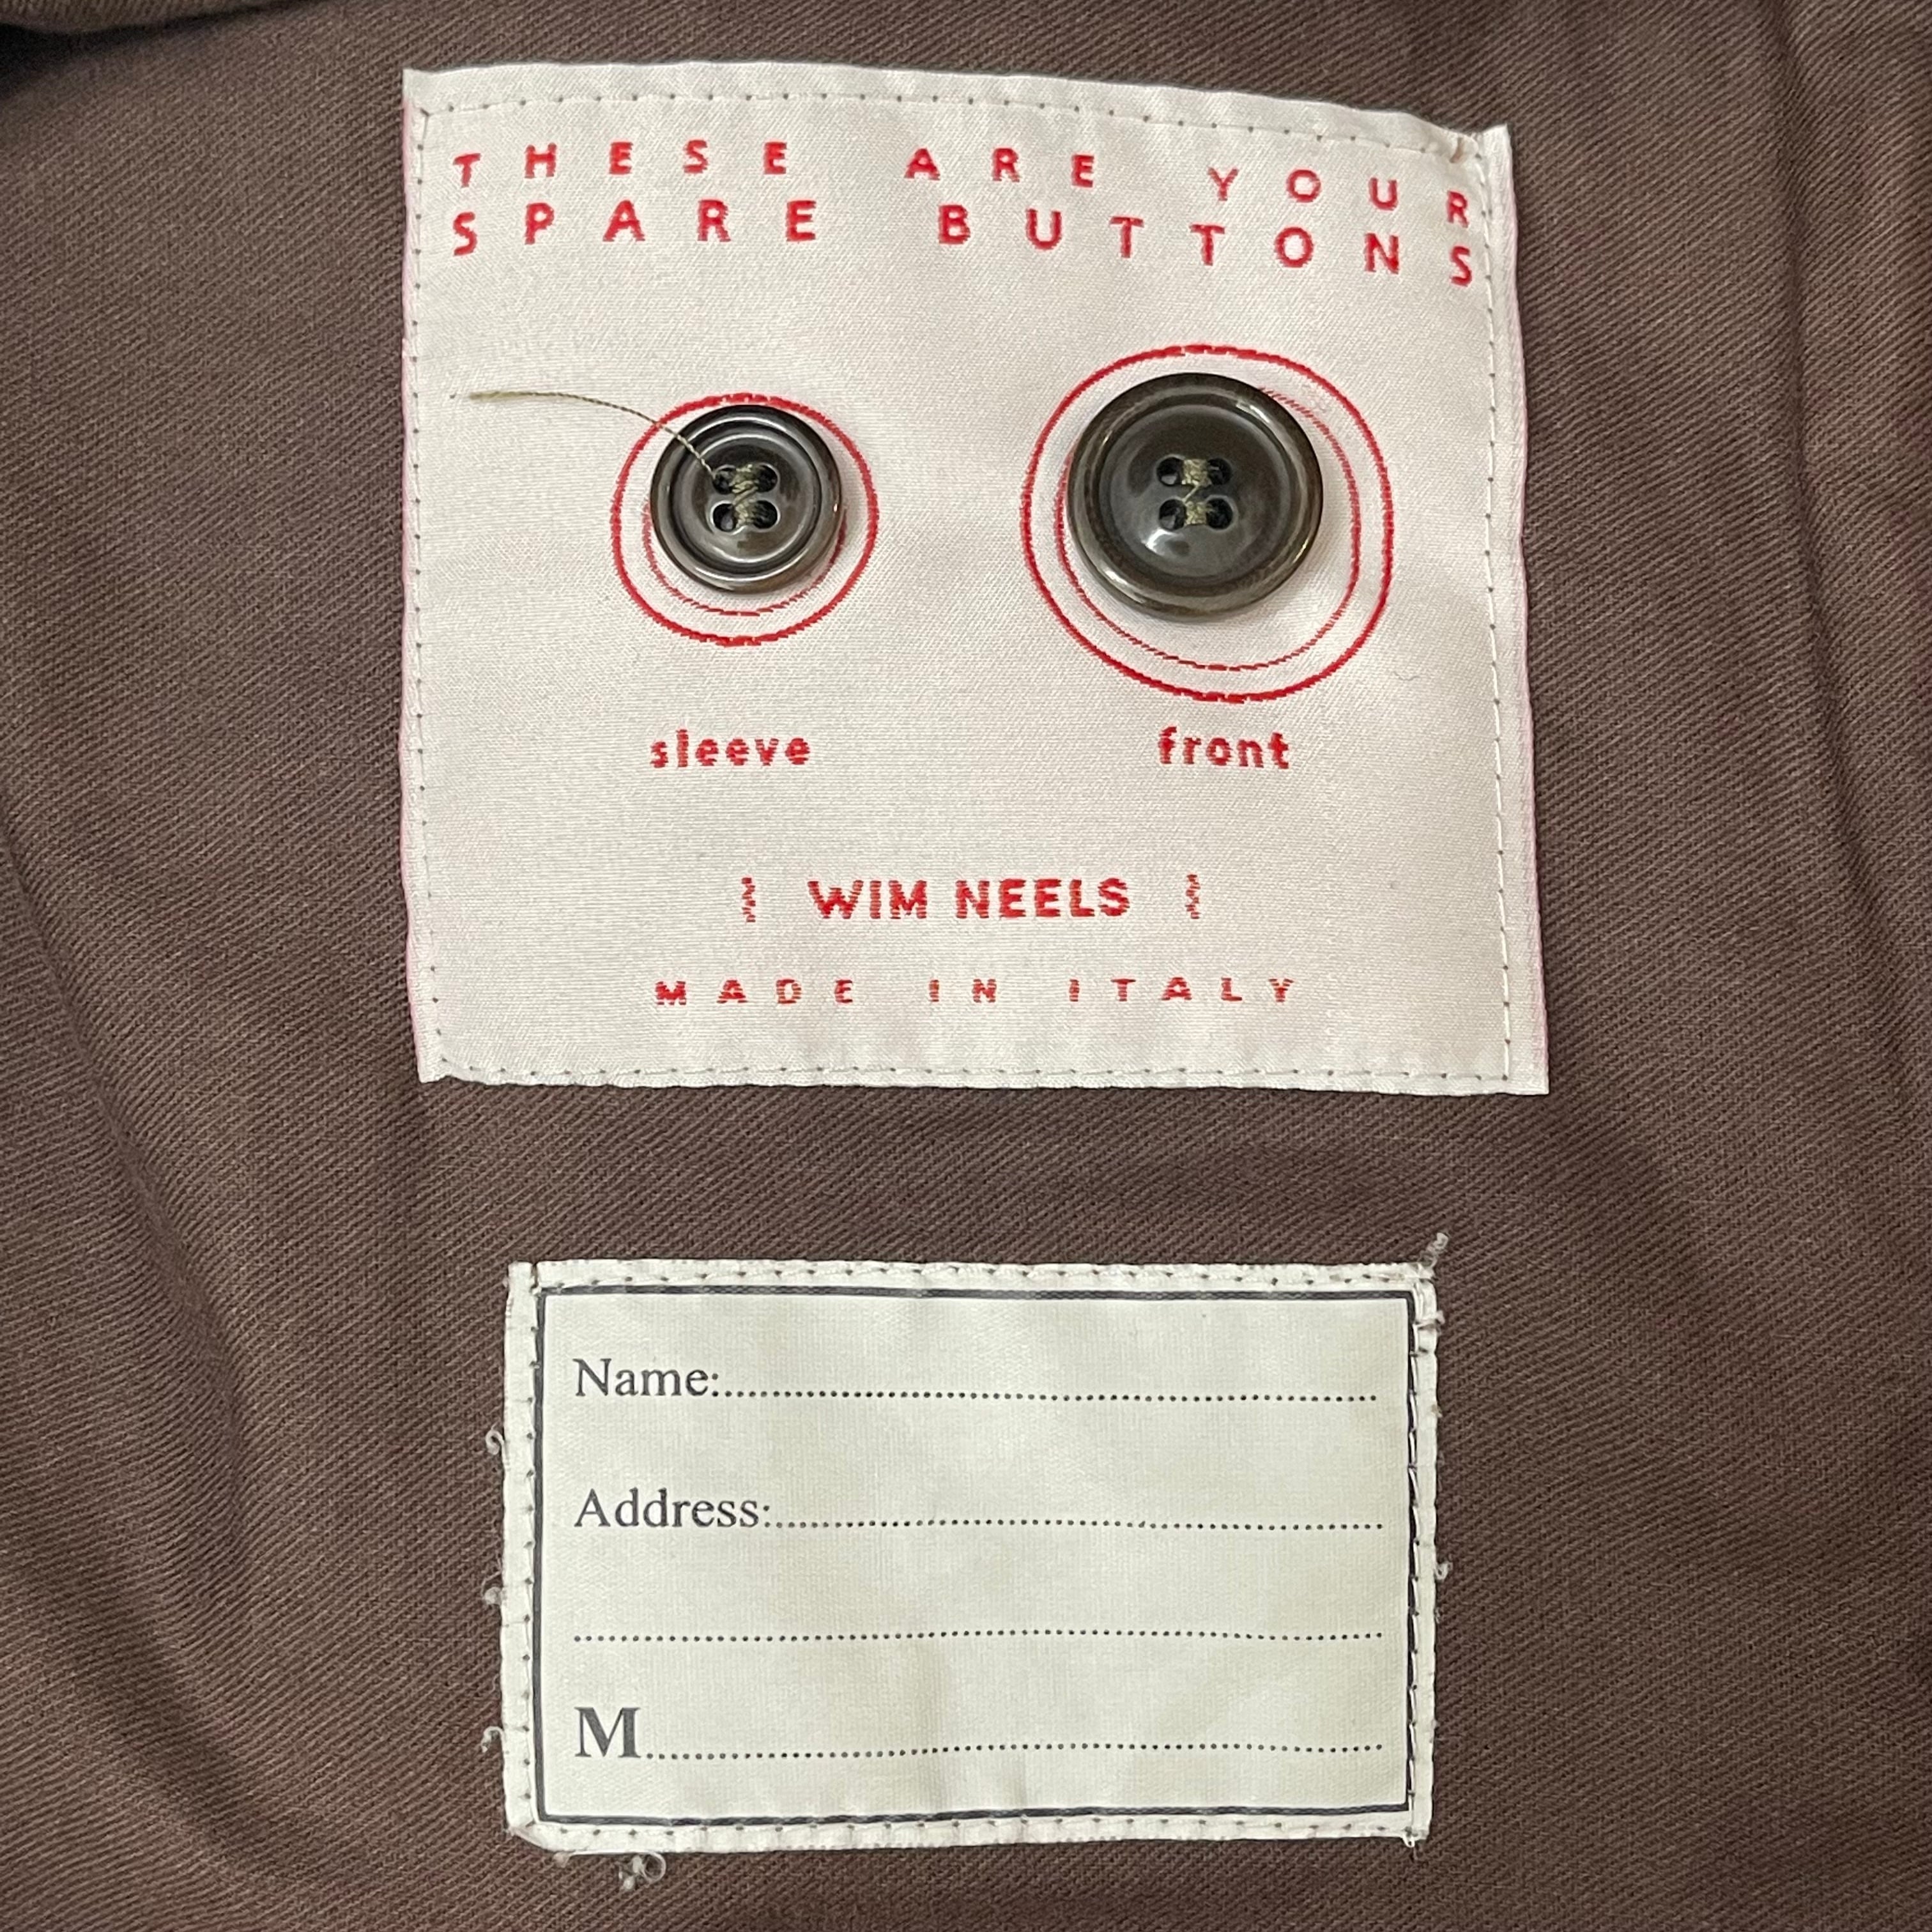 THESE ARE YOUR
SPARE BUTTONS
sleeve front
WIM NEELS
MADE IN ITALY
Name:
Address:
M